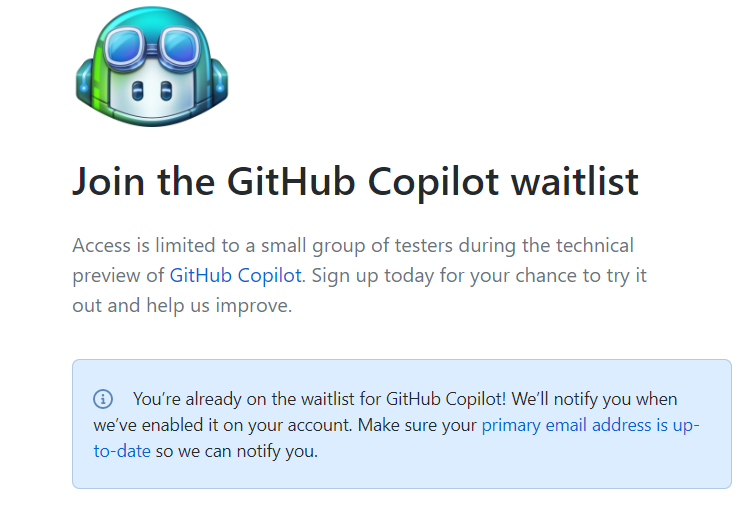 Join the GitHub Copilot waitlist
Access is limited to a small group of testers during the technical
preview of GitHub Copilot. Sign up today for your chance to try it
out and help us improve.
You’re already on the waitlist for GitHub Copilot! We’ll notify you when
we’ve enabled it on your account. Make sure your primary email address is up-
to-date so we can notify you.